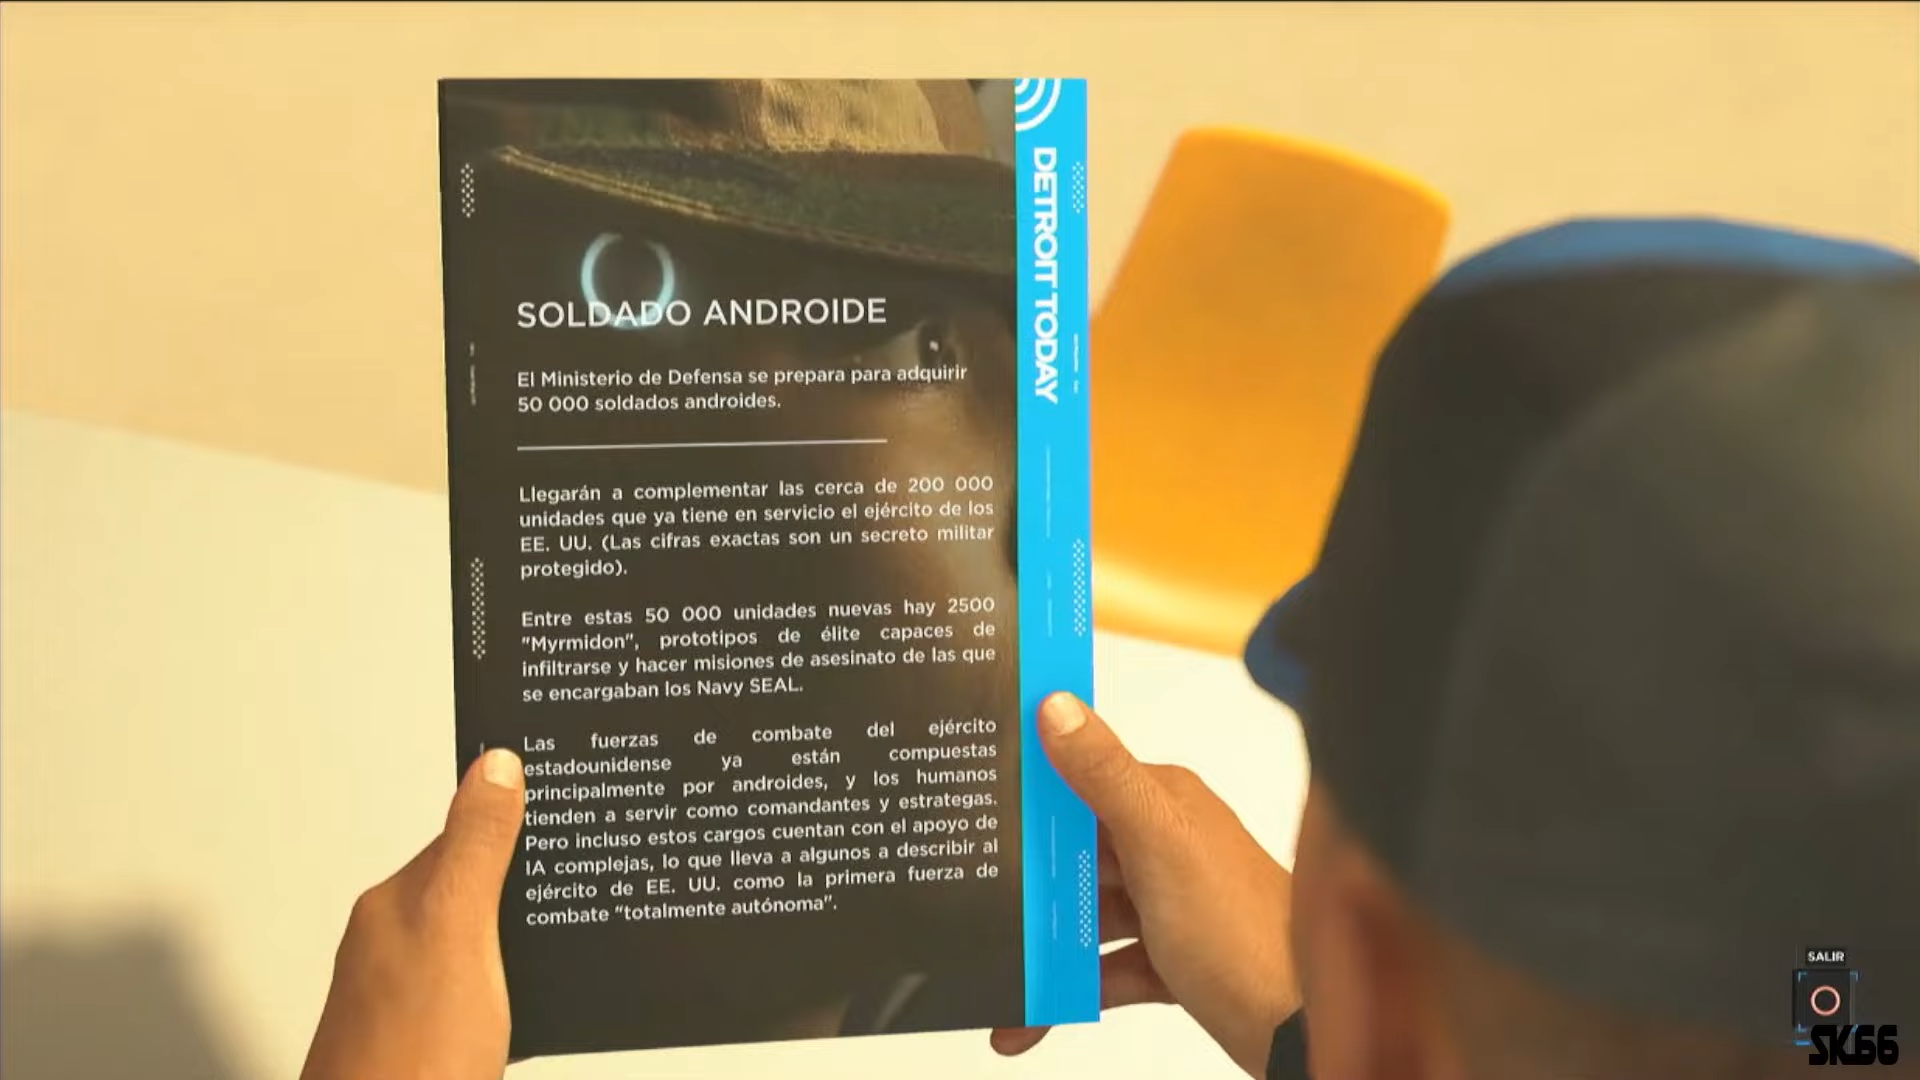 DETROIT TODAY
SOLDADO ANDROIDE
El Ministerio de Defensa se prepara para adquirir
50 000 soldados androides.
Llegarán a complementar las cerca de 200 000
unidades que ya tiene en servicio el ejército de los
EE. UU. (Las cifras exactas son un secreto militar
protegido).
Entre estas 50 000 unidades nuevas hay 2500
"Myrmidon", prototipos de élite capaces de
infiltrarse y hacer misiones de asesinato de las que
se encargaban los Navy SEAL.
Las fuerzas de combate del ejército
estadounidense ya están compuestas
principalmente por androides, y los humanos
tienden a servir como comandantes y estrategas.
Pero incluso estos cargos cuentan con el apoyo de
IA complejas, lo que lleva a algunos a describir al
ejército de EE. UU. como la primera fuerza de
combate "totalmente autónoma".
SALIR
SK66